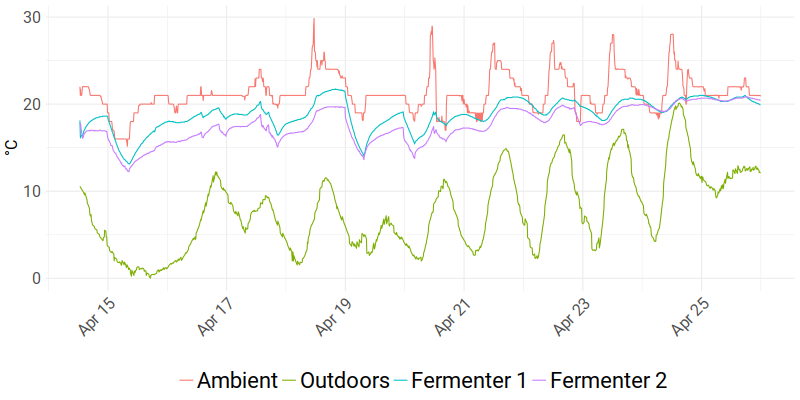 30
20
10
0
°C
Apr 15
Apr 17
Apr 19
Apr 21
Apr 23
Apr 25
Ambient Outdoors Fermenter 1 Fermenter 2